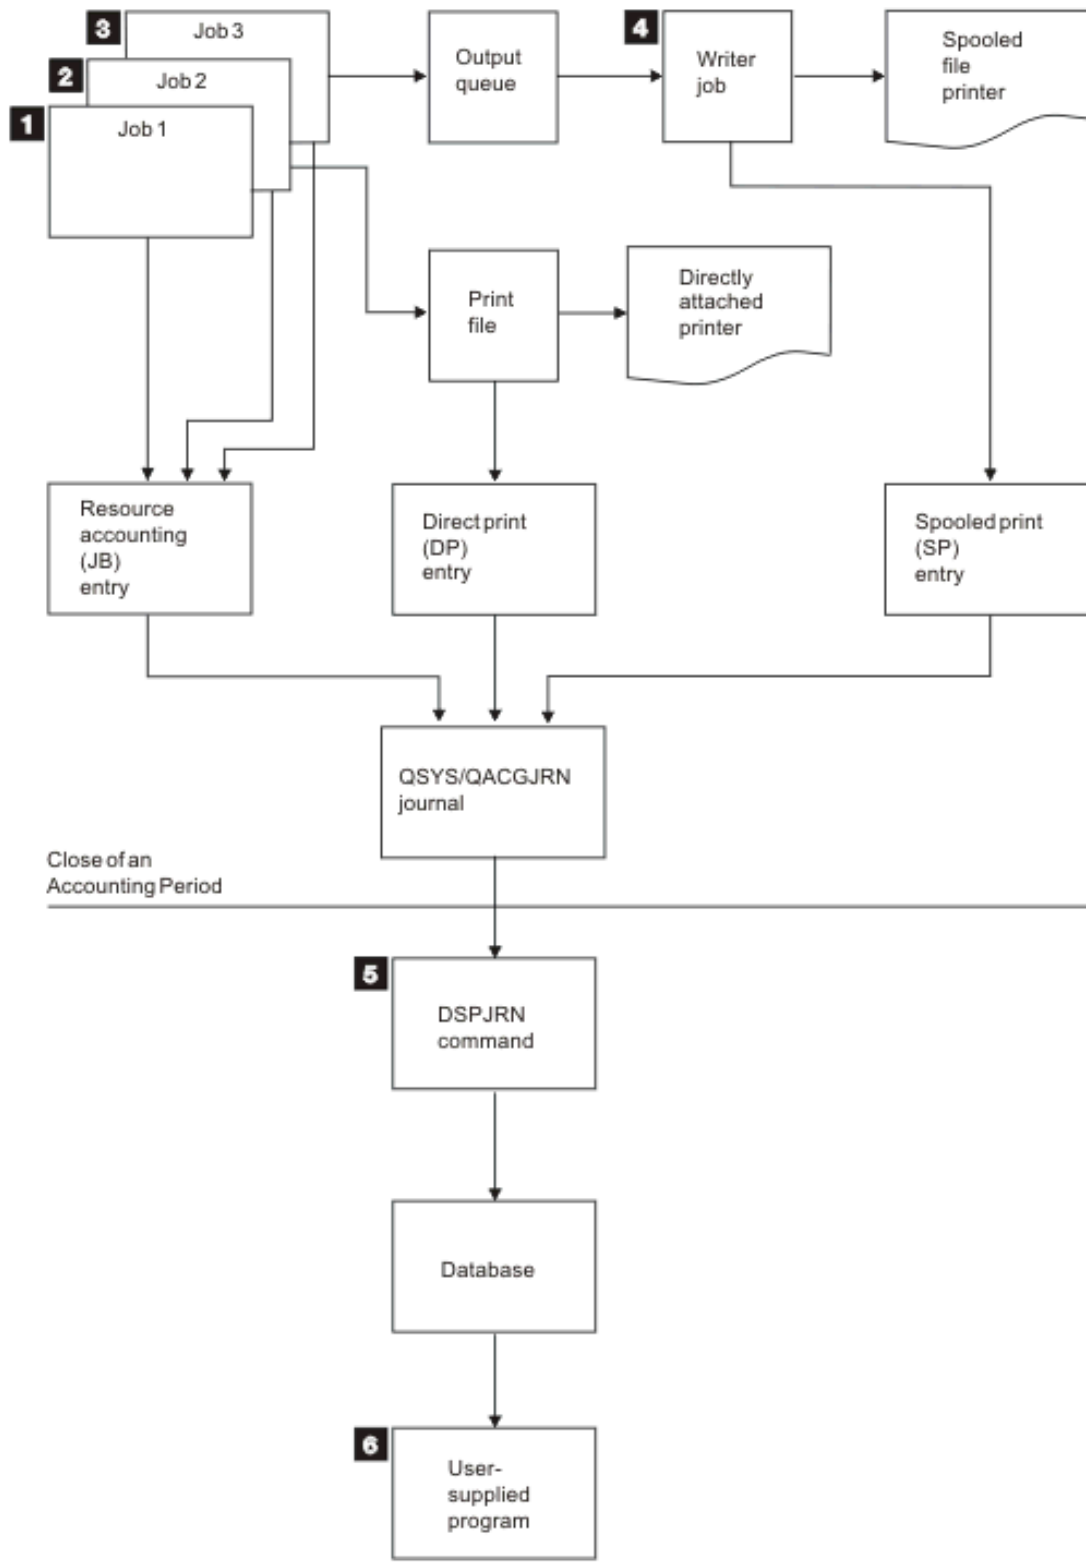 3
Job 3
2
Job 2
1
Job 1
Output
queue
4
Writer
job
Spooled
file
printer
Print
file
Directly
attached
printer
Resource
accounting
(JB)
entry
Direct print
(DP)
entry
Spooled print
(SP)
entry
QSYS/QACGJRN
journal
Close of an
Accounting Period
5
DSPJRN
command
Database
6
User-
supplied
program